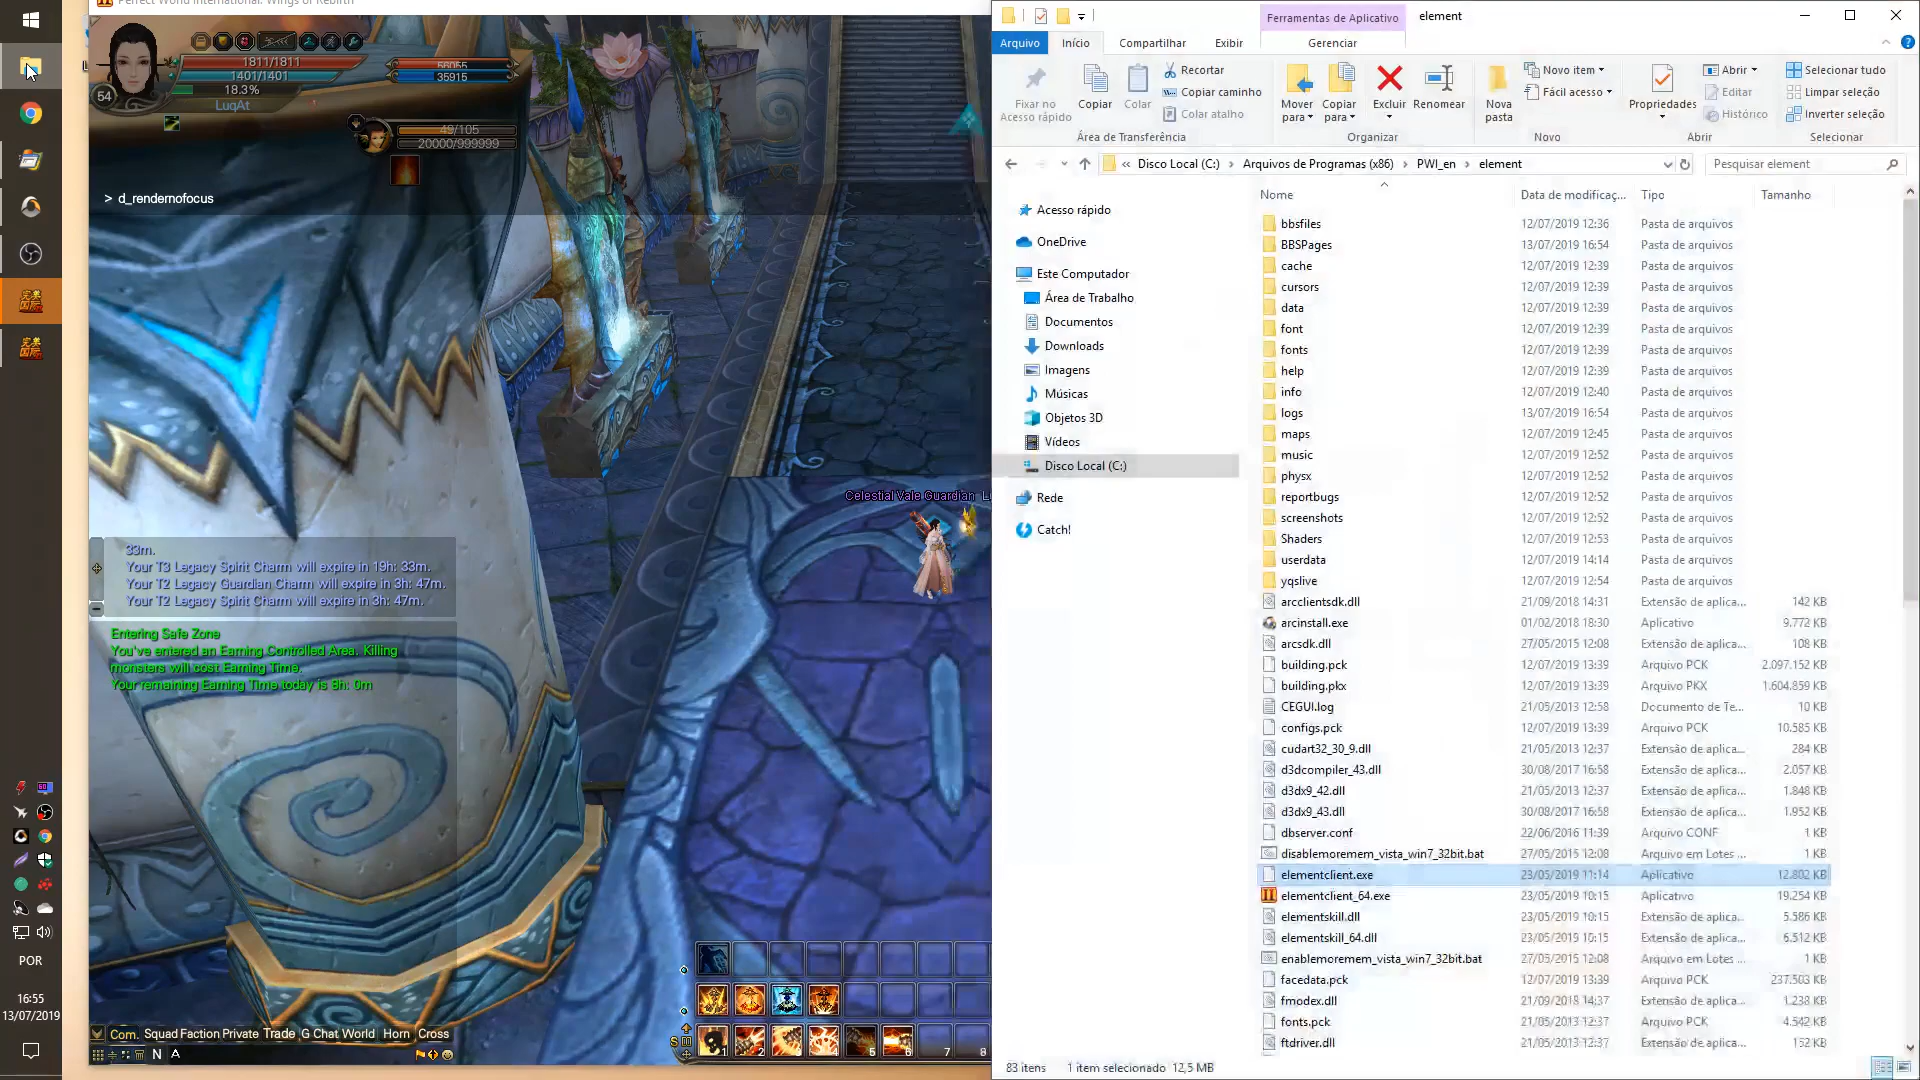 Perfect World International: Wings of Rebirth
1811/1811
1401/1401
18.3%
54
LuqAt
56055
35915
49/105
20000/999999
> d_rendernofocus
Celestial Vale Guardian
33m.
Your T3 Legacy Spirit Charm will expire in 19h: 33m.
Your T2 Legacy Guardian Charm will expire in 3h: 47m.
Your T2 Legacy Spirit Charm will expire in 3h: 47m.
Entering Safe Zone
You've entered an Earning Controlled Area. Killing
monsters will cost Earning Time.
Your remaining Earning Time today is 8h: 0m
Com. Squad Faction Private Trade G Chat World Horn Cross
N A
S
1 2 3 4 5 6 7 8
POR
16:55
13/07/2019
Ferramentas de Aplicativo
element
Arquivo Início Compartilhar Exibir Gerenciar
Fixar no
Acesso rápido
Copiar
Colar
Recortar
Copiar caminho
Colar atalho
Área de Transferência
Mover
para
Copiar
para
Excluir
Renomear
Organizar
Nova
pasta
Novo item
Fácil acesso
Novo
Propriedades
Abrir
Editar
Histórico
Abrir
Selecionar tudo
Limpar seleção
Inverter seleção
Selecionar
« Disco Local (C:) > Arquivos de Programas (x86) > PWI_en > element
Pesquisar element
Acesso rápido
OneDrive
Este Computador
Área de Trabalho
Documentos
Downloads
Imagens
Músicas
Objetos 3D
Vídeos
Disco Local (C:)
Rede
Catch!
Nome Data de modificaç... Tipo Tamanho
bbsfiles 12/07/2019 12:36 Pasta de arquivos
BBSPages 13/07/2019 16:54 Pasta de arquivos
cache 12/07/2019 12:39 Pasta de arquivos
cursors 12/07/2019 12:39 Pasta de arquivos
data 12/07/2019 12:39 Pasta de arquivos
font 12/07/2019 12:39 Pasta de arquivos
fonts 12/07/2019 12:39 Pasta de arquivos
help 12/07/2019 12:39 Pasta de arquivos
info 12/07/2019 12:40 Pasta de arquivos
logs 13/07/2019 16:54 Pasta de arquivos
maps 12/07/2019 12:45 Pasta de arquivos
music 12/07/2019 12:52 Pasta de arquivos
physx 12/07/2019 12:52 Pasta de arquivos
reportbugs 12/07/2019 12:52 Pasta de arquivos
screenshots 12/07/2019 12:52 Pasta de arquivos
Shaders 12/07/2019 12:53 Pasta de arquivos
userdata 12/07/2019 14:14 Pasta de arquivos
yqslive 12/07/2019 12:54 Pasta de arquivos
arcclientsdk.dll 21/09/2018 14:31 Extensão de aplica... 142 KB
arcinstall.exe 01/02/2018 18:30 Aplicativo 9.772 KB
arcsdk.dll 27/05/2015 12:08 Extensão de aplica... 108 KB
building.pck 12/07/2019 13:39 Arquivo PCK 2.097.152 KB
building.pkx 12/07/2019 13:39 Arquivo PKX 1.604.859 KB
CEGUI.log 21/05/2013 12:58 Documento de Te... 10 KB
configs.pck 12/07/2019 13:39 Arquivo PCK 10.585 KB
cudart32_30_9.dll 21/05/2013 12:37 Extensão de aplica... 284 KB
d3dcompiler_43.dll 30/08/2017 16:58 Extensão de aplica... 2.057 KB
d3dx9_42.dll 21/05/2013 12:37 Extensão de aplica... 1.848 KB
d3dx9_43.dll 30/08/2017 16:58 Extensão de aplica... 1.952 KB
dbserver.conf 22/06/2016 11:39 Arquivo CONF 1 KB
disablemoremem_vista_win7_32bit.bat 27/05/2015 12:08 Arquivo em Lotes ... 1 KB
elementclient.exe 23/05/2019 11:14 Aplicativo 12.802 KB
elementclient_64.exe 23/05/2019 10:15 Aplicativo 19.254 KB
elementskill.dll 23/05/2019 10:15 Extensão de aplica... 5.586 KB
elementskill_64.dll 23/05/2019 10:15 Extensão de aplica... 6.512 KB
enablemoremem_vista_win7_32bit.bat 27/05/2015 12:08 Arquivo em Lotes ... 1 KB
facedata.pck 12/07/2019 13:39 Arquivo PCK 237.503 KB
fmodex.dll 21/09/2018 14:37 Extensão de aplica... 1.238 KB
fonts.pck 21/05/2013 12:37 Arquivo PCK 4.542 KB
ftdriver.dll 21/05/2013 12:37 Extensão de aplica... 152 KB
83 itens 1 item selecionado 12,5 MB